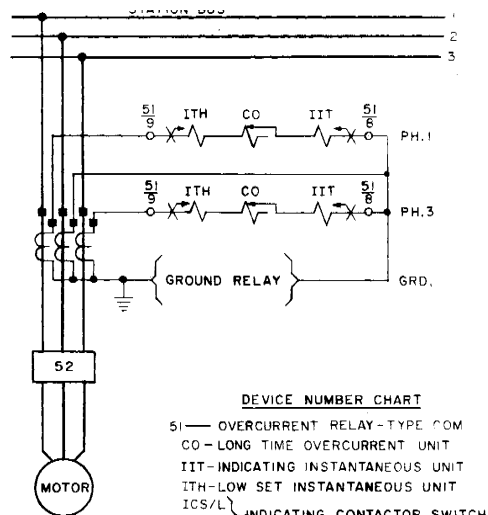 STATION BUS
1
2
3
51 ITH CO IIT 51
9 8 PH.1
51 ITH CO IIT 51
9 8 PH.3
GROUND RELAY GRD.
52
MOTOR
DEVICE NUMBER CHART
51 — OVERCURRENT RELAY-TYPE COM
CO - LONG TIME OVERCURRENT UNIT
IIT-INDICATING INSTANTANEOUS UNIT
ITH-LOW SET INSTANTANEOUS UNIT
ICS/L
INDICATING CONTACTOR SWITCH